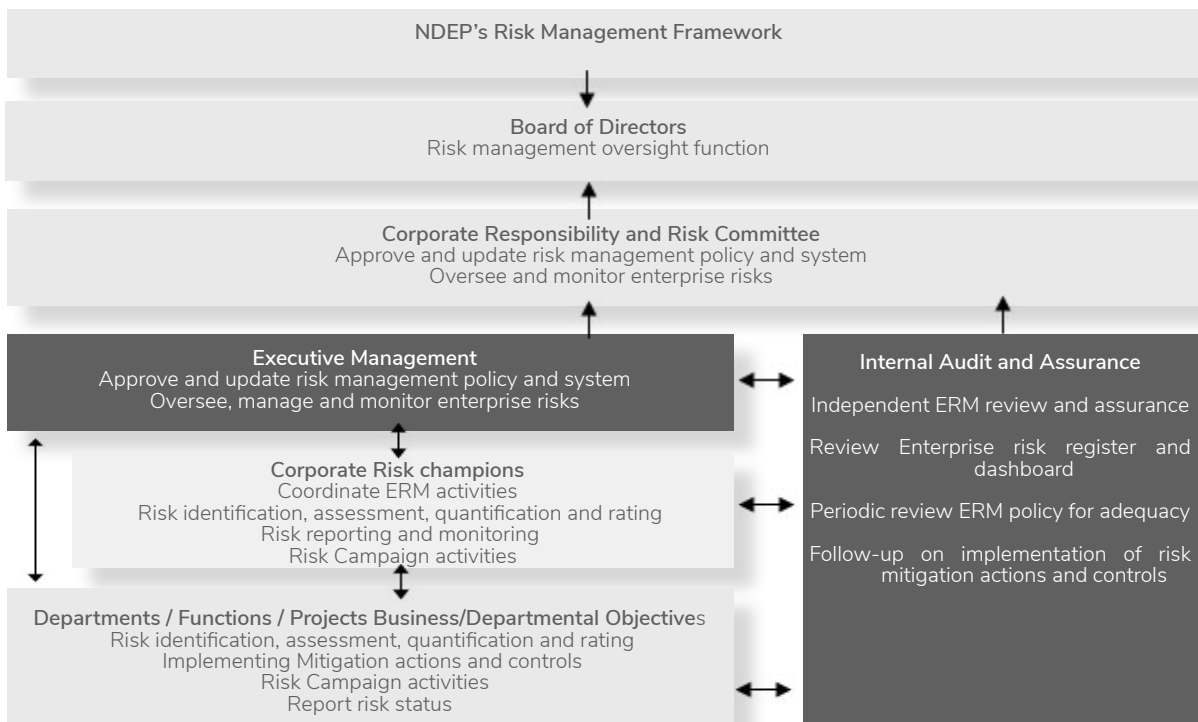 NDEP's Risk Management Framework
Board of Directors
Risk management oversight function
Corporate Responsibility and Risk Committee
Approve and update risk management policy and system
Oversee and monitor enterprise risks
Executive Management
Approve and update risk management policy and system
Oversee, manage and monitor enterprise risks
Corporate Risk champions
Coordinate ERM activities
Risk identification, assessment, quantification and rating
Risk reporting and monitoring
Risk Campaign activities
Departments / Functions / Projects Business/Departmental Objectives
Risk identification, assessment, quantification and rating
Implementing Mitigation actions and controls
Risk Campaign activities
Report risk status
Internal Audit and Assurance
Independent ERM review and assurance
Review Enterprise risk register and
dashboard
Periodic review ERM policy for adequacy
Follow-up on implementation of risk
mitigation actions and controls